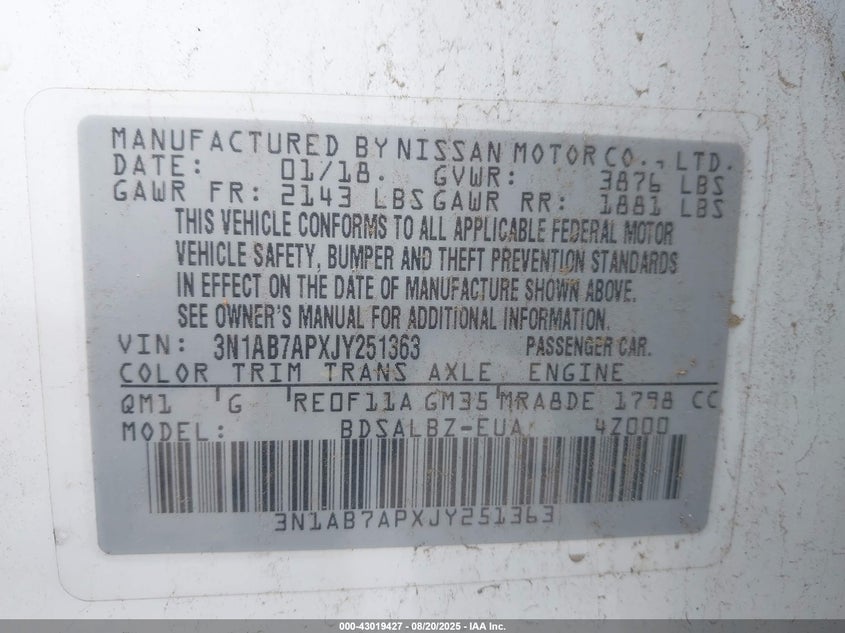 MANUFACTURED BY NISSAN MOTOR CO., LTD.
DATE: 01/18. GVWR: 3876 LBS
GAWR FR: 2143 LBS GAWR RR: 1881 LBS
THIS VEHICLE CONFORMS TO ALL APPLICABLE FEDERAL MOTOR
VEHICLE SAFETY, BUMPER AND THEFT PREVENTION STANDARDS
IN EFFECT ON THE DATE OF MANUFACTURE SHOWN ABOVE.
SEE OWNER'S MANUAL FOR ADDITIONAL INFORMATION.
VIN: 3N1AB7APXJY251363 PASSENGER CAR.
COLOR TRIM TRANS AXLE ENGINE
QM1 G RE0F11A GM35 MRA8DE 1798 CC
MODEL: BDSALBZ-EUA 4Z000
3N1AB7APXJY251363
000-43019427 - 08/20/2025 - IAA Inc.